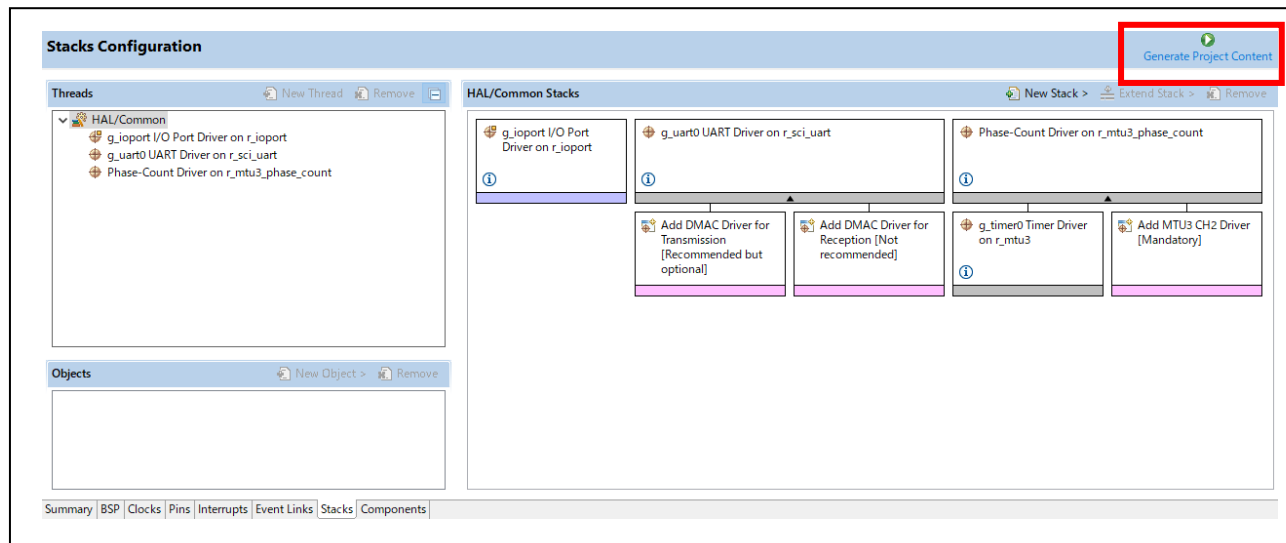 Stacks Configuration
Generate Project Content
Threads
New Thread
Remove
HAL/Common
g_ioport I/O Port Driver on r_ioport
g_uart0 UART Driver on r_sci_uart
Phase-Count Driver on r_mtu3_phase_count
Objects
New Object >
Remove
HAL/Common Stacks
New Stack >
Extend Stack >
Remove
g_ioport I/O Port
Driver on r_ioport
g_uart0 UART Driver on r_sci_uart
Phase-Count Driver on r_mtu3_phase_count
Add DMAC Driver for
Transmission
[Recommended but
optional]
Add DMAC Driver for
Reception [Not
recommended]
g_timer0 Timer Driver
on r_mtu3
Add MTU3 CH2 Driver
[Mandatory]
Summary BSP Clocks Pins Interrupts Event Links Stacks Components